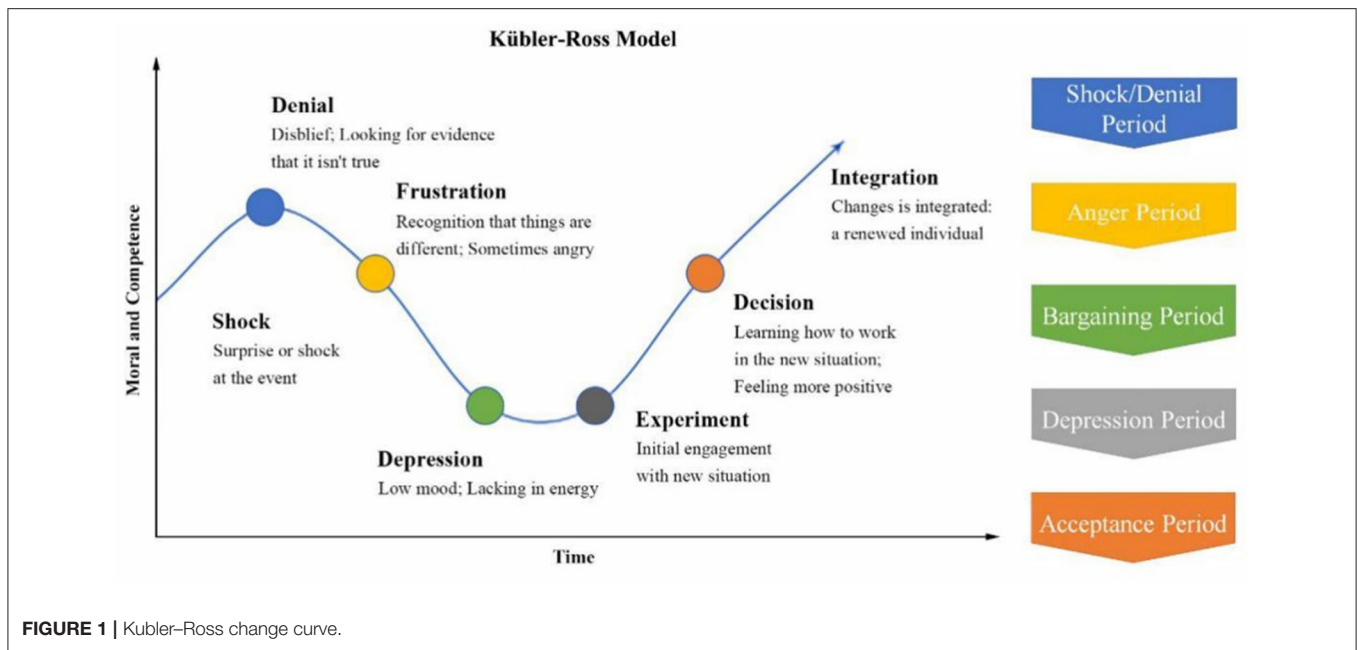 Kübler-Ross Model
Moral and Competence
Denial
Disblief; Looking for evidence
that it isn't true
Frustration
Recognition that things are
different; Sometimes angry
Shock
Surprise or shock
at the event
Depression
Low mood; Lacking in energy
Experiment
Initial engagement
with new situation
Decision
Learning how to work
in the new situation;
Feeling more positive
Integration
Changes is integrated:
a renewed individual
Time
Shock/Denial
Period
Anger Period
Bargaining Period
Depression Period
Acceptance Period
FIGURE 1 | Kubler–Ross change curve.